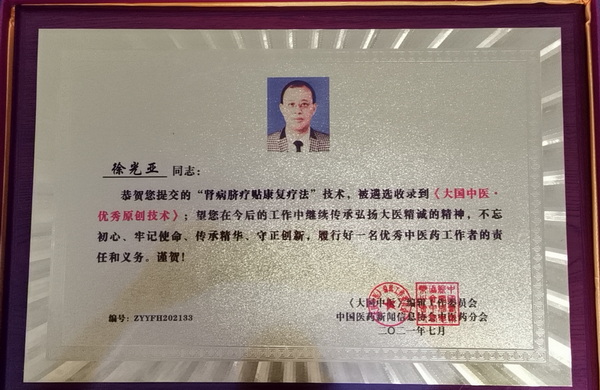 徐光亚 同志：
恭贺您提交的“肾病脐疗贴康复疗法”技术，被遴选收录到《大国中医·
优秀原创技术》；望您在今后的工作中继续传承弘扬大医精诚的精神，不忘
初心、牢记使命、传承精华、守正创新，履行好一名优秀中医药工作者的责
任和义务。谨贺！
《大国中医》编辑工作委员会
编号：ZYYFH202133 中国医药新闻信息协会中医药分会
二〇二一年七月